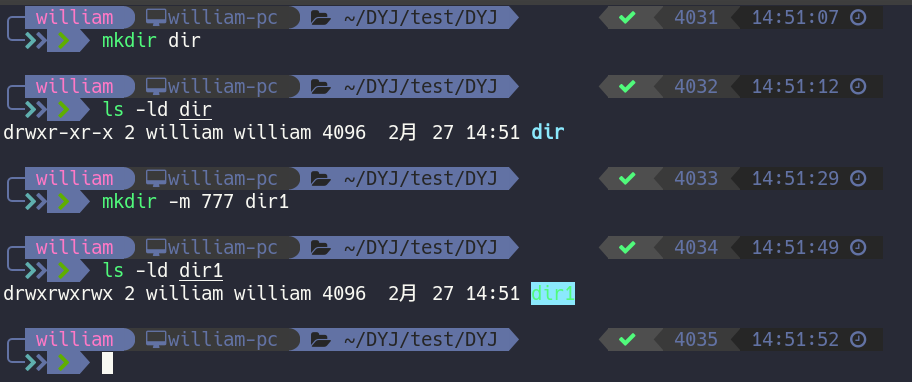 william william-pc ~/DYJ/test/DYJ ✔ 4031 14:51:07
mkdir dir
william william-pc ~/DYJ/test/DYJ ✔ 4032 14:51:12
ls -ld dir
drwxr-xr-x 2 william william 4096  2月 27 14:51 dir
william william-pc ~/DYJ/test/DYJ ✔ 4033 14:51:29
mkdir -m 777 dir1
william william-pc ~/DYJ/test/DYJ ✔ 4034 14:51:49
ls -ld dir1
drwxrwxrwx 2 william william 4096  2月 27 14:51 dir1
william william-pc ~/DYJ/test/DYJ ✔ 4035 14:51:52